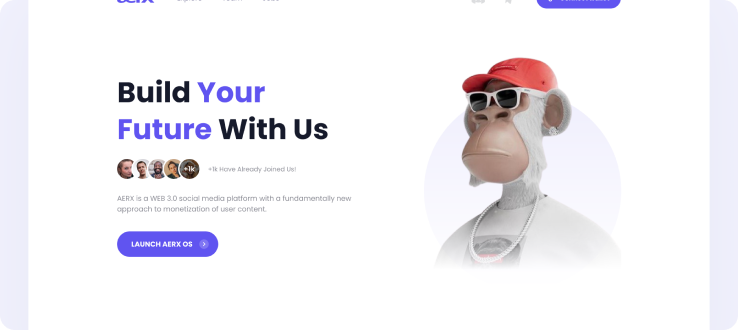 Build Your
Future With Us
+1k
+1k Have Already Joined Us!
AERX is a WEB 3.0 social media platform with a fundamentally new
approach to monetization of user content.
LAUNCH AERX OS